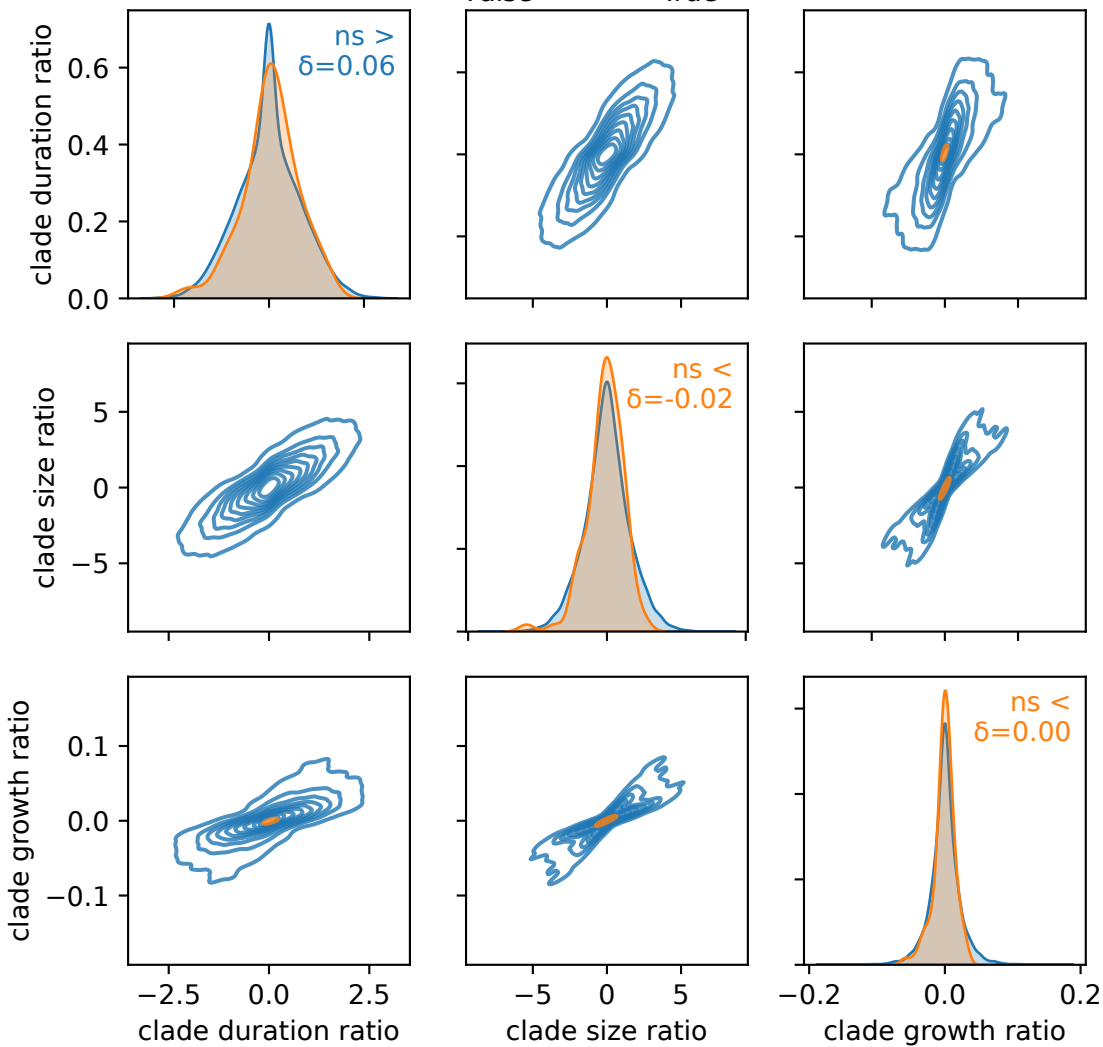 clade duration ratio
0.6
0.4
0.2
0.0
ns >
δ=0.06
clade size ratio
5
0
−5
ns <
δ=-0.02
clade growth ratio
0.1
0.0
−0.1
ns <
δ=0.00
−2.5 0.0 2.5
−5 0 5
−0.2 0.0 0.2
clade duration ratio
clade size ratio
clade growth ratio